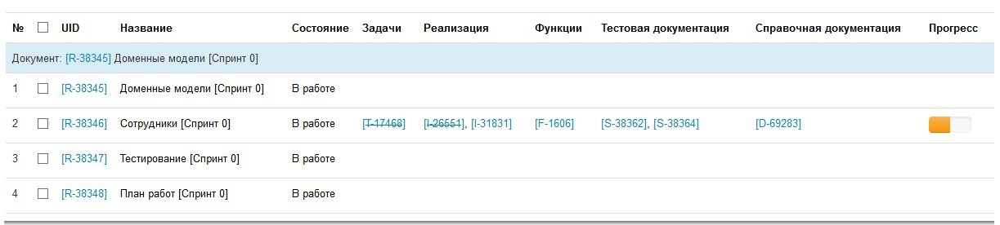 № UID Название Состояние Задачи Реализация Функции Тестовая документация Справочная документация Прогресс
Документ: [R-38345] Доменные модели [Спринт 0]
1 [R-38345] Доменные модели [Спринт 0] В работе
2 [R-38346] Сотрудники [Спринт 0] В работе [T-17468] [I-26551], [I-31831] [F-1606] [S-38362], [S-38364] [D-69283]
3 [R-38347] Тестирование [Спринт 0] В работе
4 [R-38348] План работ [Спринт 0] В работе